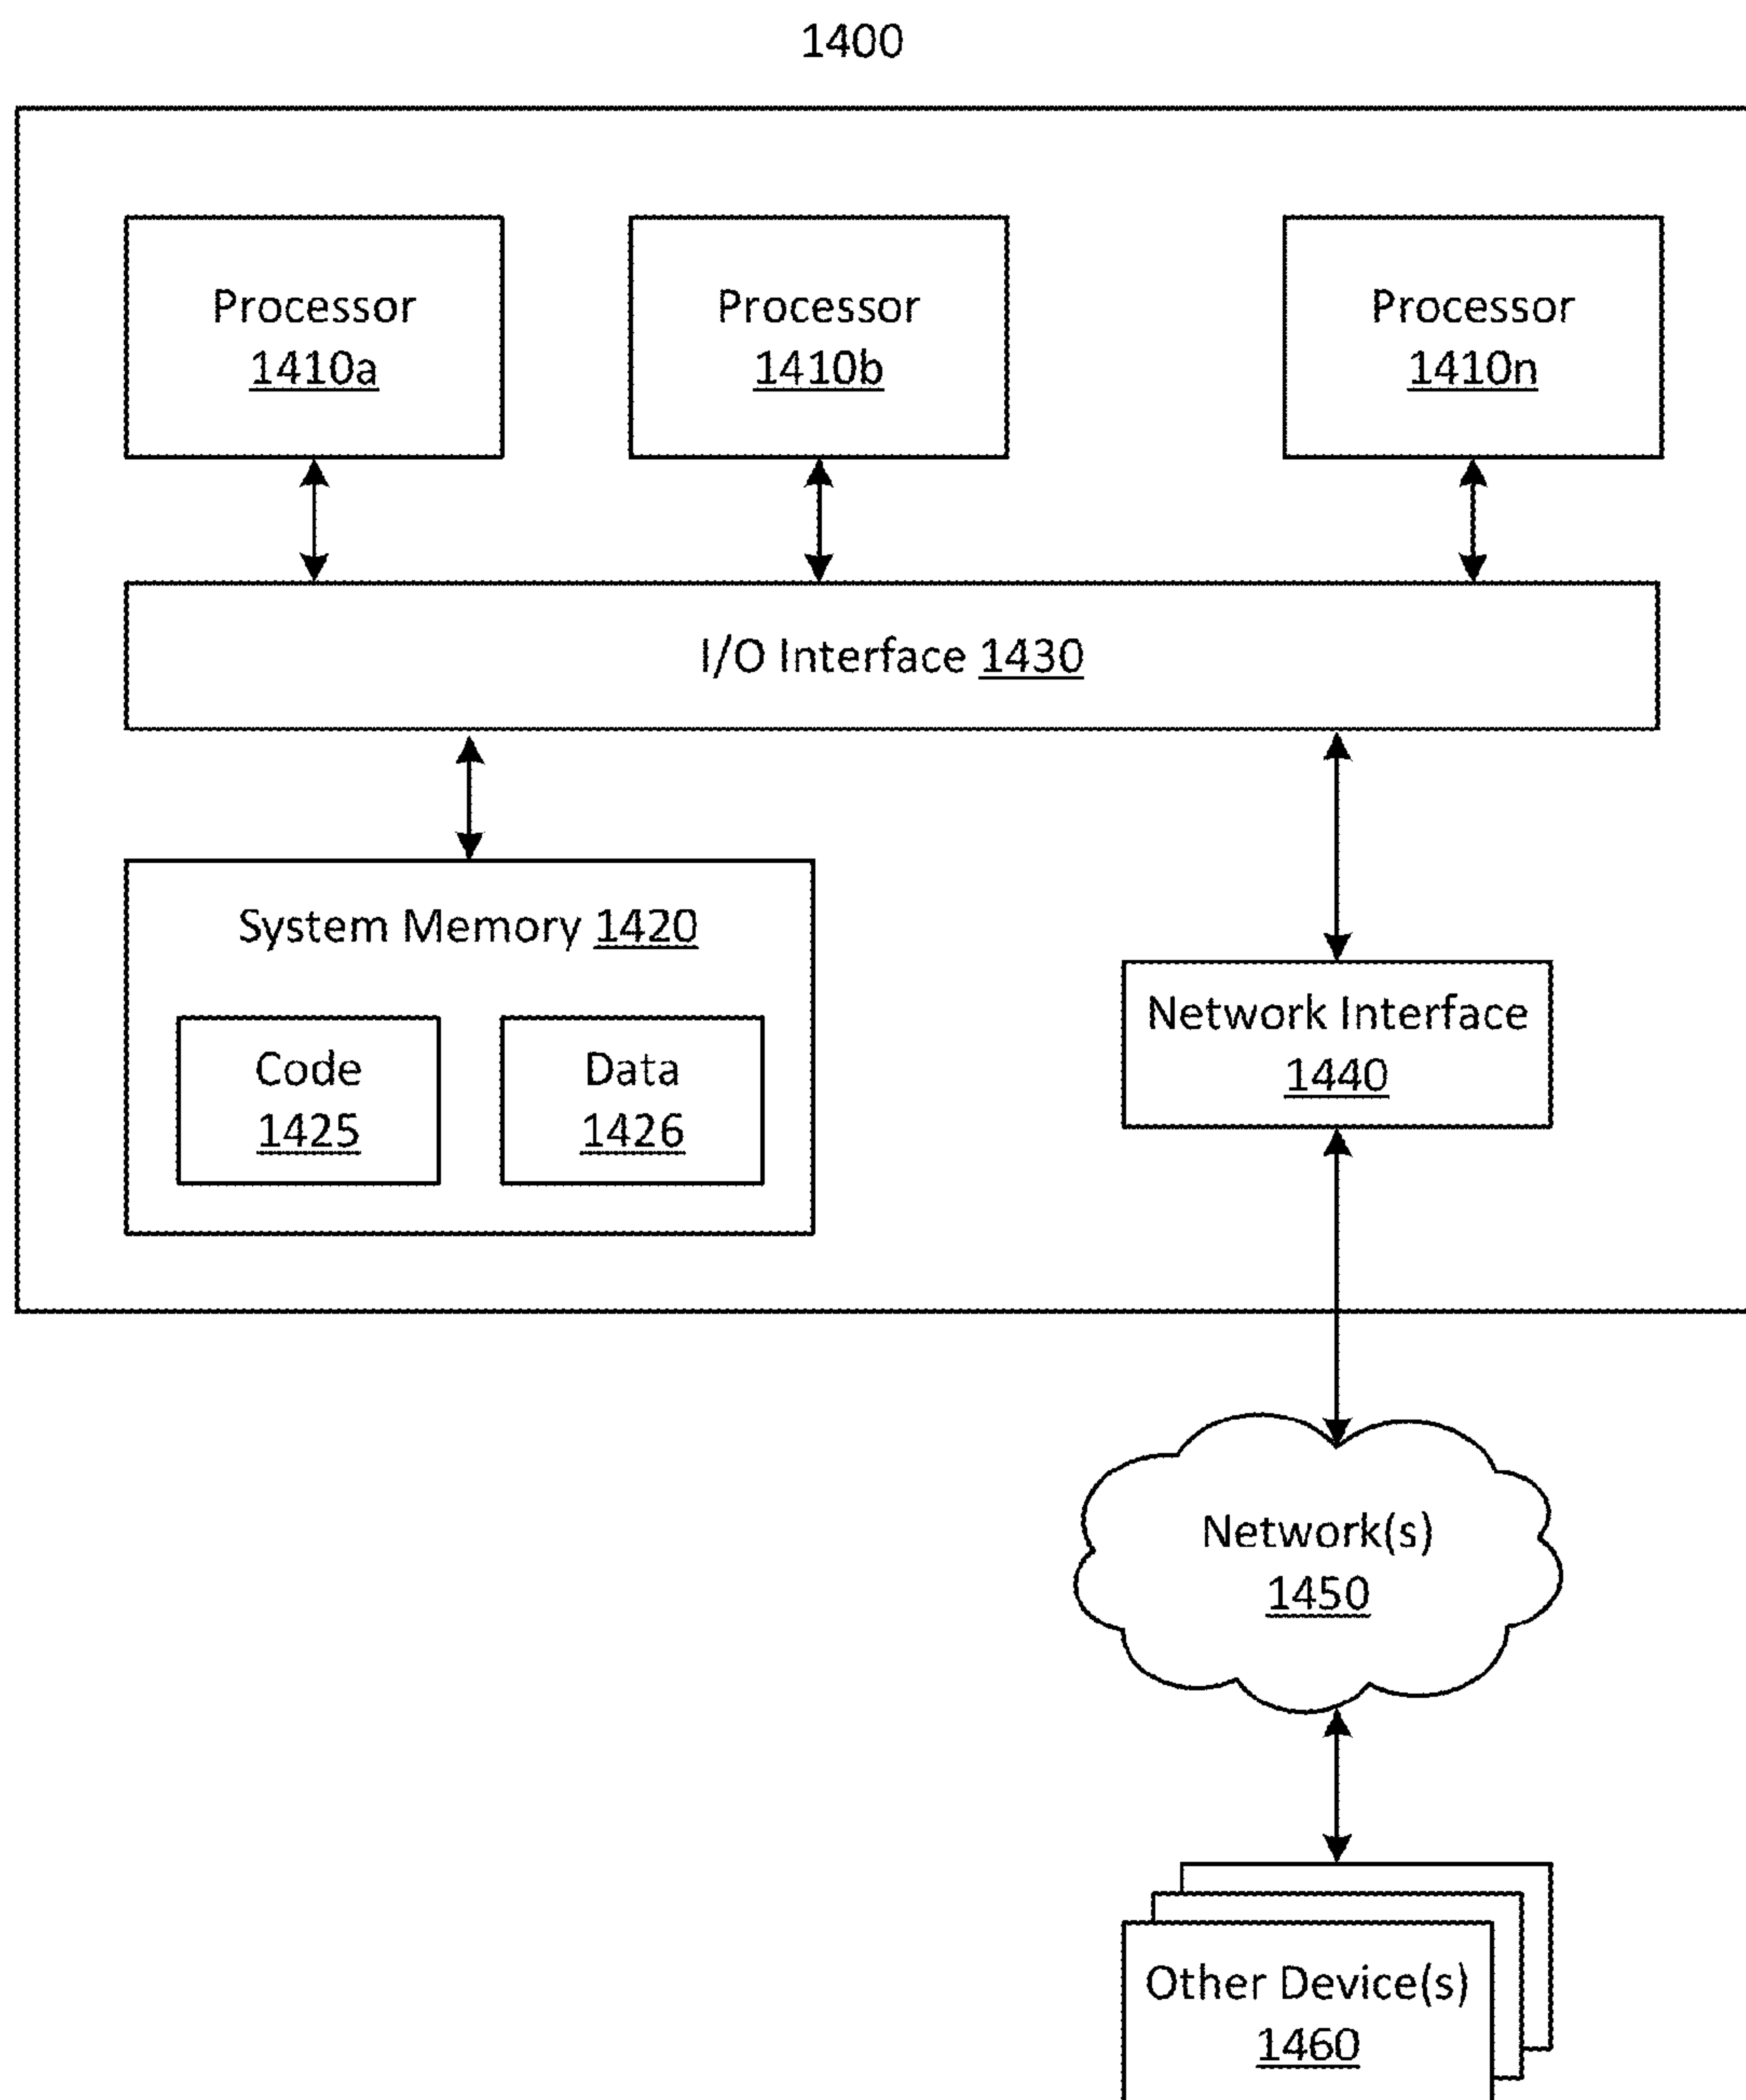 1400
Processor
1410a
Processor
1410b
Processor
1410n
I/O Interface 1430
System Memory 1420
Code
1425
Data
1426
Network Interface
1440
Network(s)
1450
Other Device(s)
1460